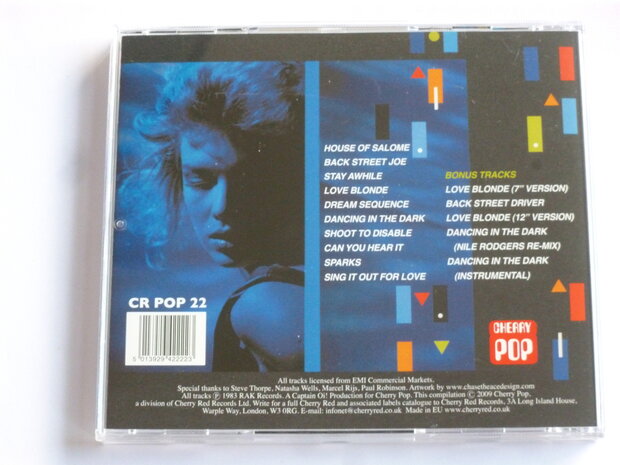 HOUSE OF SALOME
BACK STREET JOE
STAY AWHILE
LOVE BLONDE
DREAM SEQUENCE
DANCING IN THE DARK
SHOOT TO DISABLE
CAN YOU HEAR IT
SPARKS
SING IT OUT FOR LOVE
BONUS TRACKS
LOVE BLONDE (7" VERSION)
BACK STREET DRIVER
LOVE BLONDE (12" VERSION)
DANCING IN THE DARK
(NILE RODGERS RE-MIX)
DANCING IN THE DARK
(INSTRUMENTAL)
CR POP 22
5 013929 422223
CHERRY
POP
All tracks licensed from EMI Commercial Markets.
Special thanks to Steve Thorpe, Natasha Wells, Marcel Rijs, Paul Robinson. Artwork by www.chasetheacedesign.com
All tracks Ⓟ 1983 RAK Records. A Captain Oi! Production for Cherry Pop. This compilation © 2009 Cherry Pop,
a division of Cherry Red Records Ltd. Write for a full Cherry Red and associated labels catalogue to Cherry Red Records, 3A Long Island House,
Warple Way, London, W3 0RG. E-mail: infonet@cherryred.co.uk Made in EU www.cherryred.co.uk